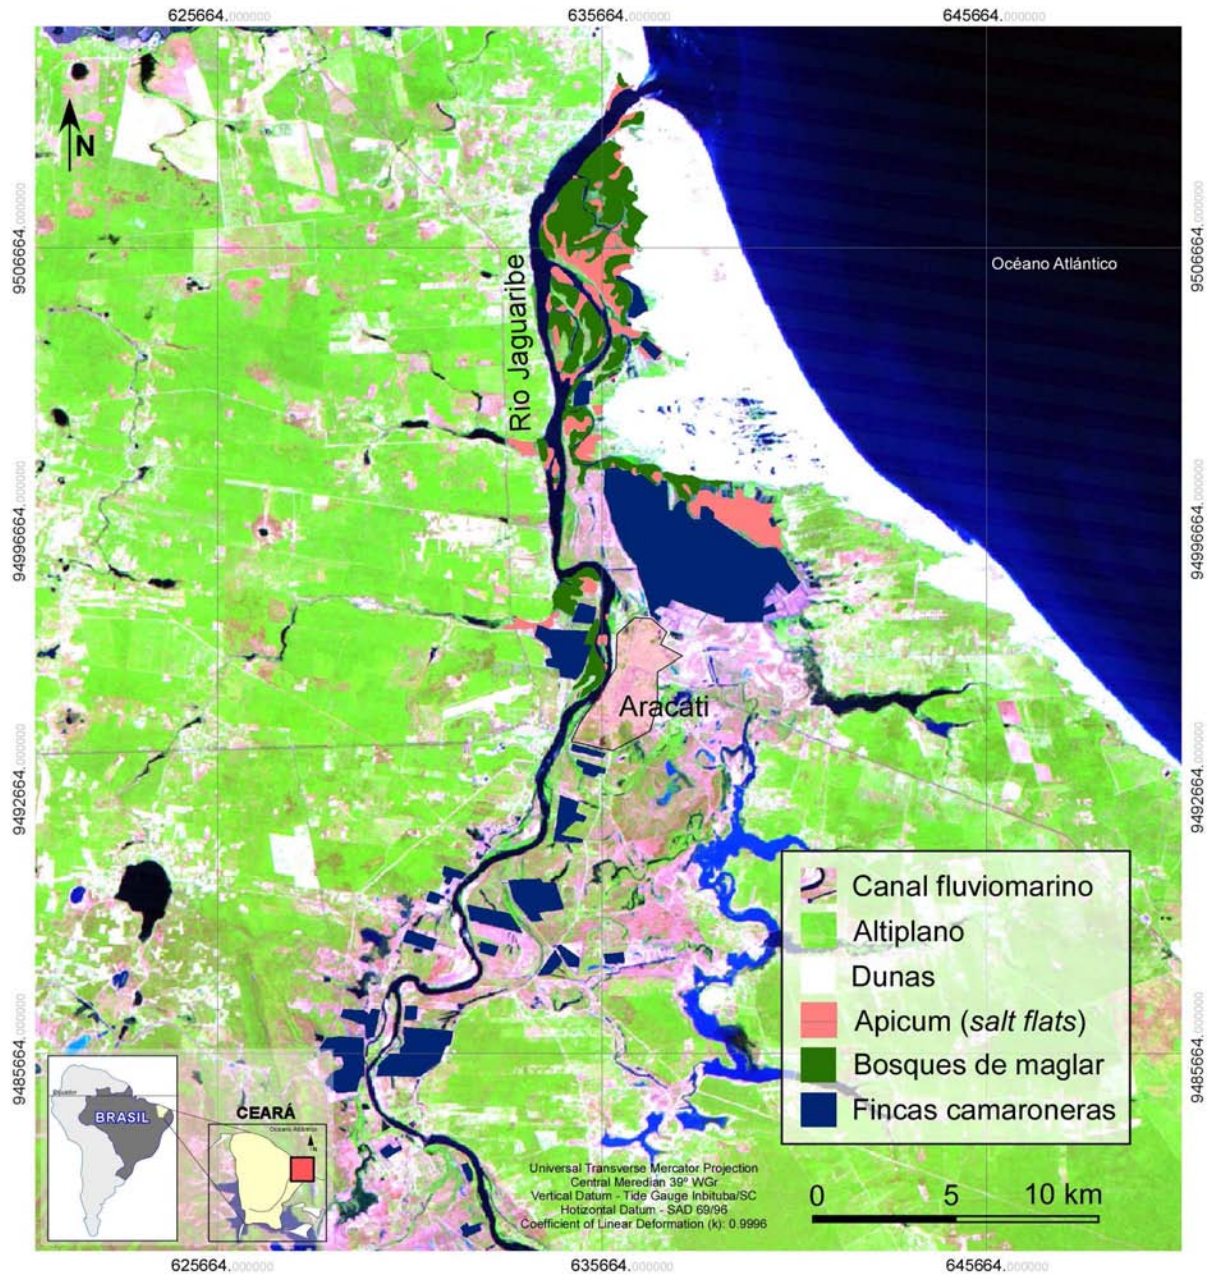 625664.000000 635664.000000 645664.000000
N
9506664.000000
9506664.000000
Océano Atlántico
Rio Jaguaribe
94996664.000000
94996664.000000
Aracati
9492664.000000
9492664.000000
Canal fluviomarino
Altiplano
Dunas
Apicum (salt flats)
Bosques de maglar
Fincas camaroneras
9485664.000000
9485664.000000
Equador
BRASIL
CEARÁ
Oceano Atlântico
N
Universal Transverse Mercator Projection
Central Meredian 39º WGr
Vertical Datum - Tide Gauge Inbituba/SC
Hotizontal Datum - SAD 69/96
Coefficient of Linear Deformation (k): 0.9996
0 5 10 km
625664.000000 635664.000000 645664.000000